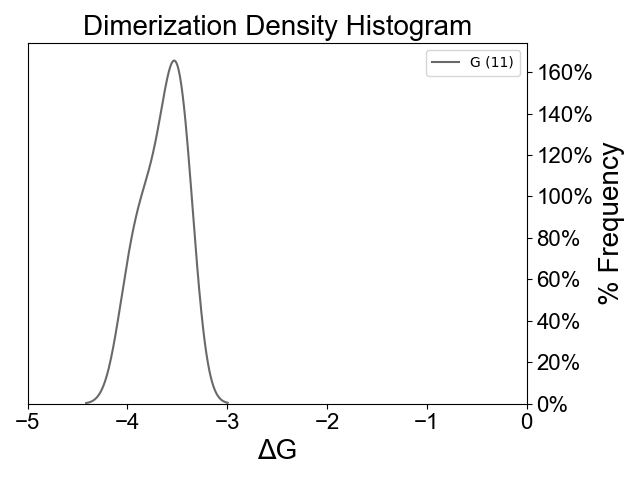 Dimerization Density Histogram
G (11)
160%
140%
120%
100%
80%
60%
40%
20%
0%
% Frequency
−5 −4 −3 −2 −1 0
ΔG